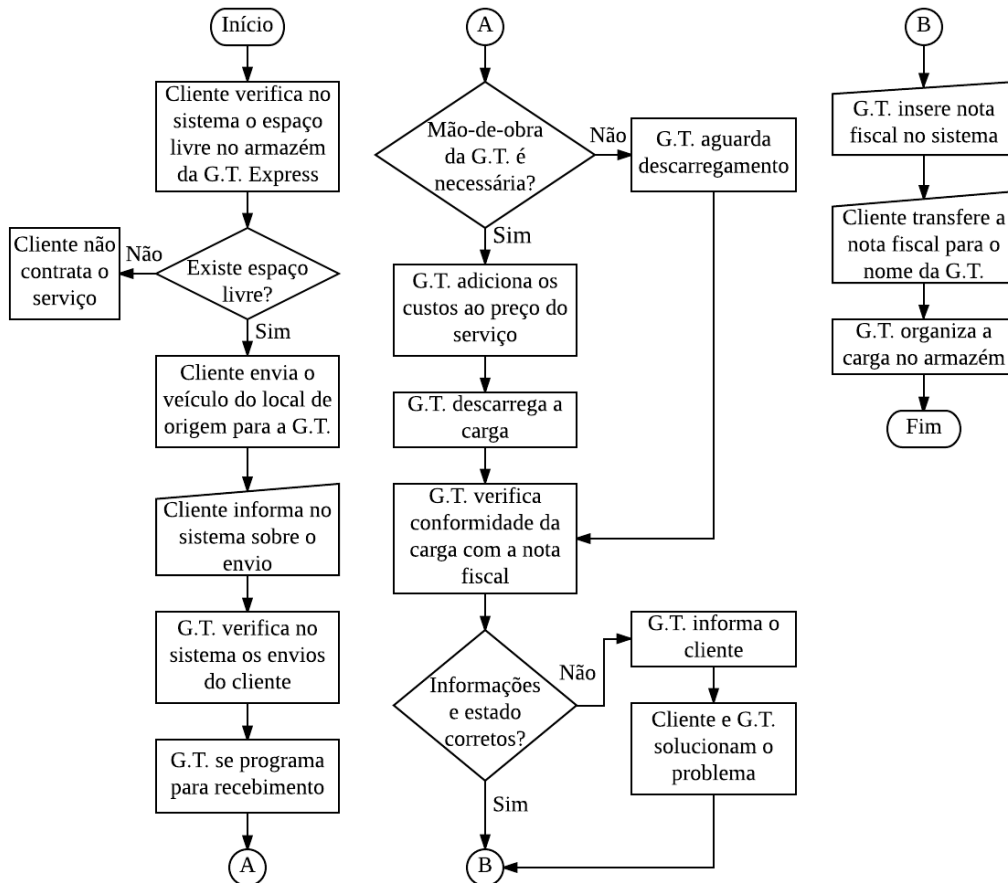 Início
Cliente verifica no
sistema o espaço
livre no armazém
da G.T. Express
Existe espaço
livre?
Não
Cliente não
contrata o
serviço
Sim
Cliente envia o
veículo do local de
origem para a G.T.
Cliente informa no
sistema sobre o
envio
G.T. verifica no
sistema os envios
do cliente
G.T. se programa
para recebimento
A
A
Mão-de-obra
da G.T. é
necessária?
Não
G.T. aguarda
descarregamento
Sim
G.T. adiciona os
custos ao preço do
serviço
G.T. descarrega a
carga
G.T. verifica
conformidade da
carga com a nota
fiscal
Informações
e estado
corretos?
Não
G.T. informa o
cliente
Cliente e G.T.
solucionam o
problema
Sim
B
B
G.T. insere nota
fiscal no sistema
Cliente transfere a
nota fiscal para o
nome da G.T.
G.T. organiza a
carga no armazém
Fim